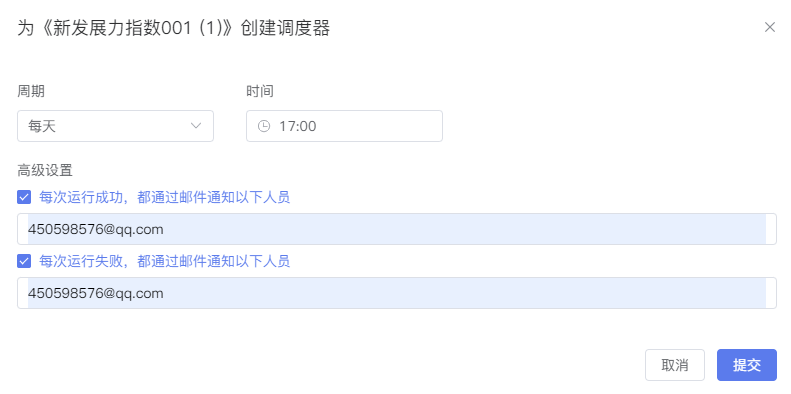 为《新发展力指数001 (1)》创建调度器
周期
时间
每天
17:00
高级设置
每次运行成功，都通过邮件通知以下人员
450598576@qq.com
每次运行失败，都通过邮件通知以下人员
450598576@qq.com
取消
提交